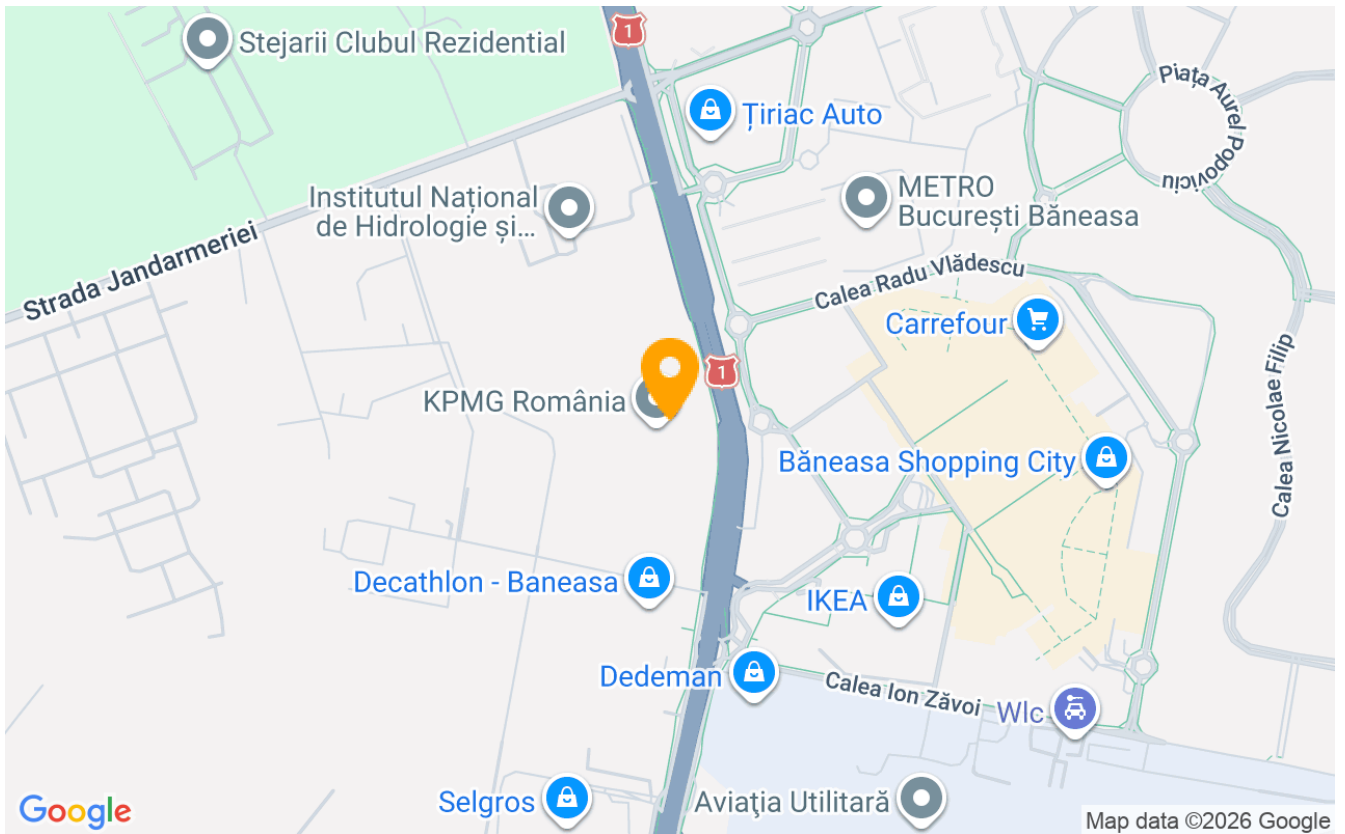 1
Stejarii Clubul Rezidential
Țiriac Auto
Piața Aurel Popoviciu
Institutul Național
de Hidrologie și...
METRO
București Băneasa
Strada Jandarmeriei
Calea Radu Vlădescu
Carrefour
Calea Nicolae Filip
1
KPMG România
Băneasa Shopping City
Decathlon - Baneasa
IKEA
Dedeman
Calea Ion Zăvoi
Wlc
Selgros
Aviația Utilitară
Google
Map data ©2026 Google